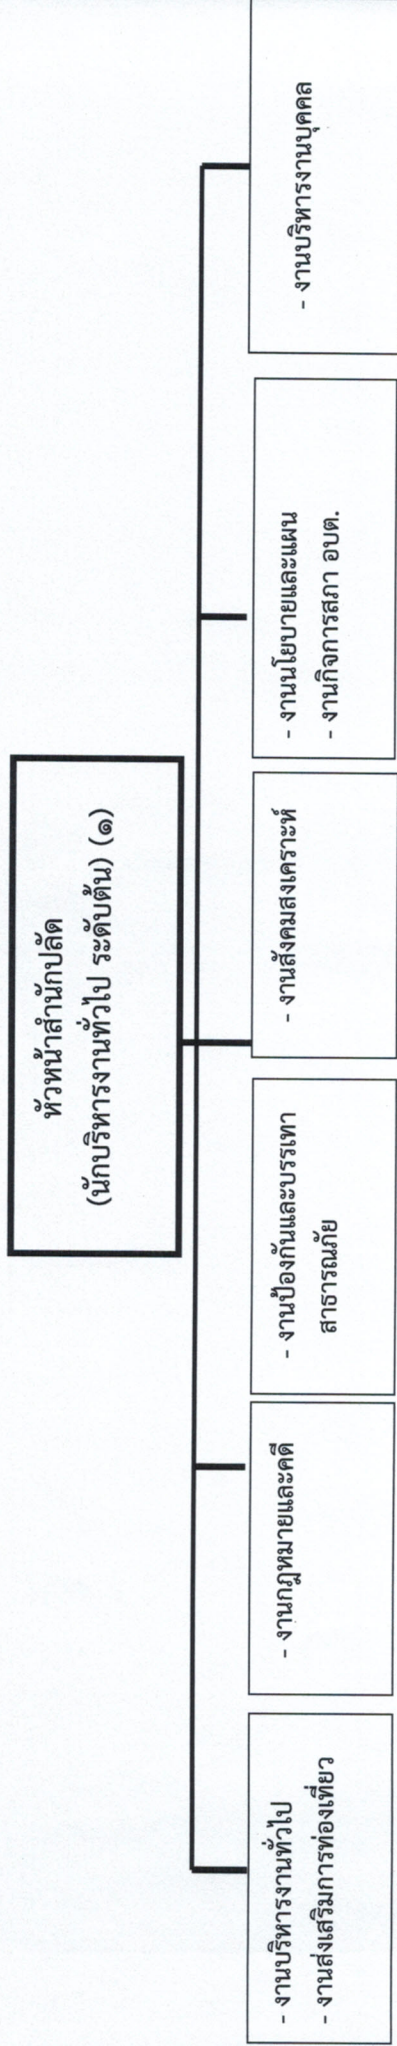 หัวหน้าสำนักปลัด
(นักบริหารงานทั่วไป ระดับต้น) (๑)
- งานบริหารงานทั่วไป
- งานส่งเสริมการท่องเที่ยว
- งานกฎหมายและคดี
- งานป้องกันและบรรเทา
สาธารณภัย
- งานสังคมสงเคราะห์
- งานนโยบายและแผน
- งานกิจการสภา อบต.
- งานบริหารงานบุคคล